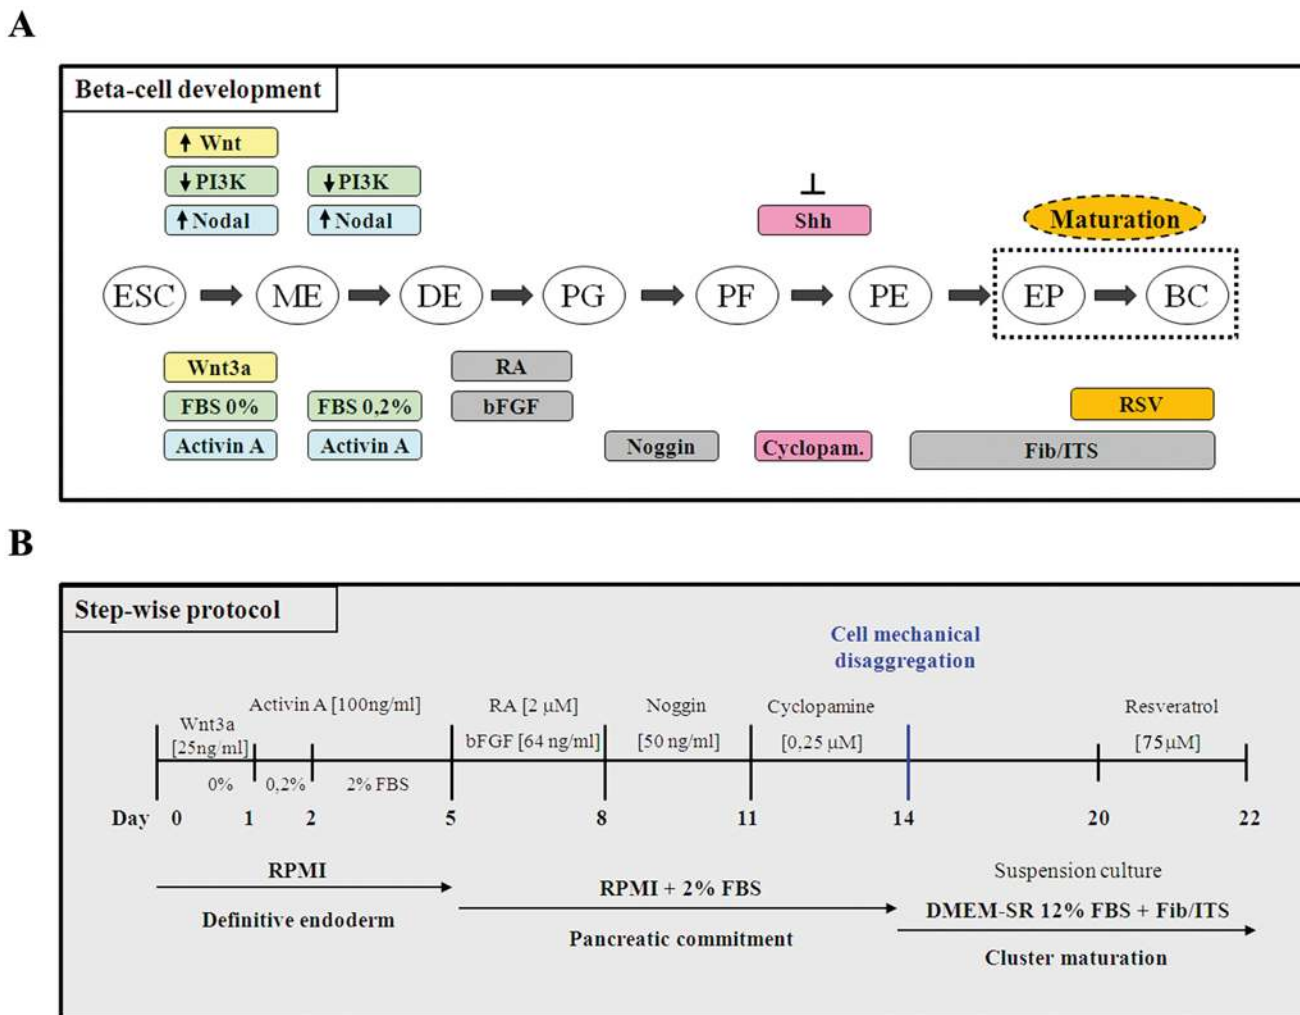 A
Beta-cell development
↑ Wnt
↓ PI3K
↓ PI3K
↑ Nodal
↑ Nodal
Shh
Maturation
ESC
ME
DE
PG
PF
PE
EP
BC
Wnt3a
RA
FBS 0%
FBS 0,2%
bFGF
RSV
Activin A
Activin A
Noggin
Cyclopam.
Fib/ITS
B
Step-wise protocol
Cell mechanical
disaggregation
Activin A [100ng/ml]
Wnt3a
[25ng/ml]
RA [2 µM]
bFGF [64 ng/ml]
Noggin
[50 ng/ml]
Cyclopamine
[0,25 µM]
Resveratrol
[75µM]
0%
0,2%
2% FBS
Day 0 1 2 5 8 11 14 20 22
RPMI
Definitive endoderm
RPMI + 2% FBS
Pancreatic commitment
Suspension culture
DMEM-SR 12% FBS + Fib/ITS
Cluster maturation